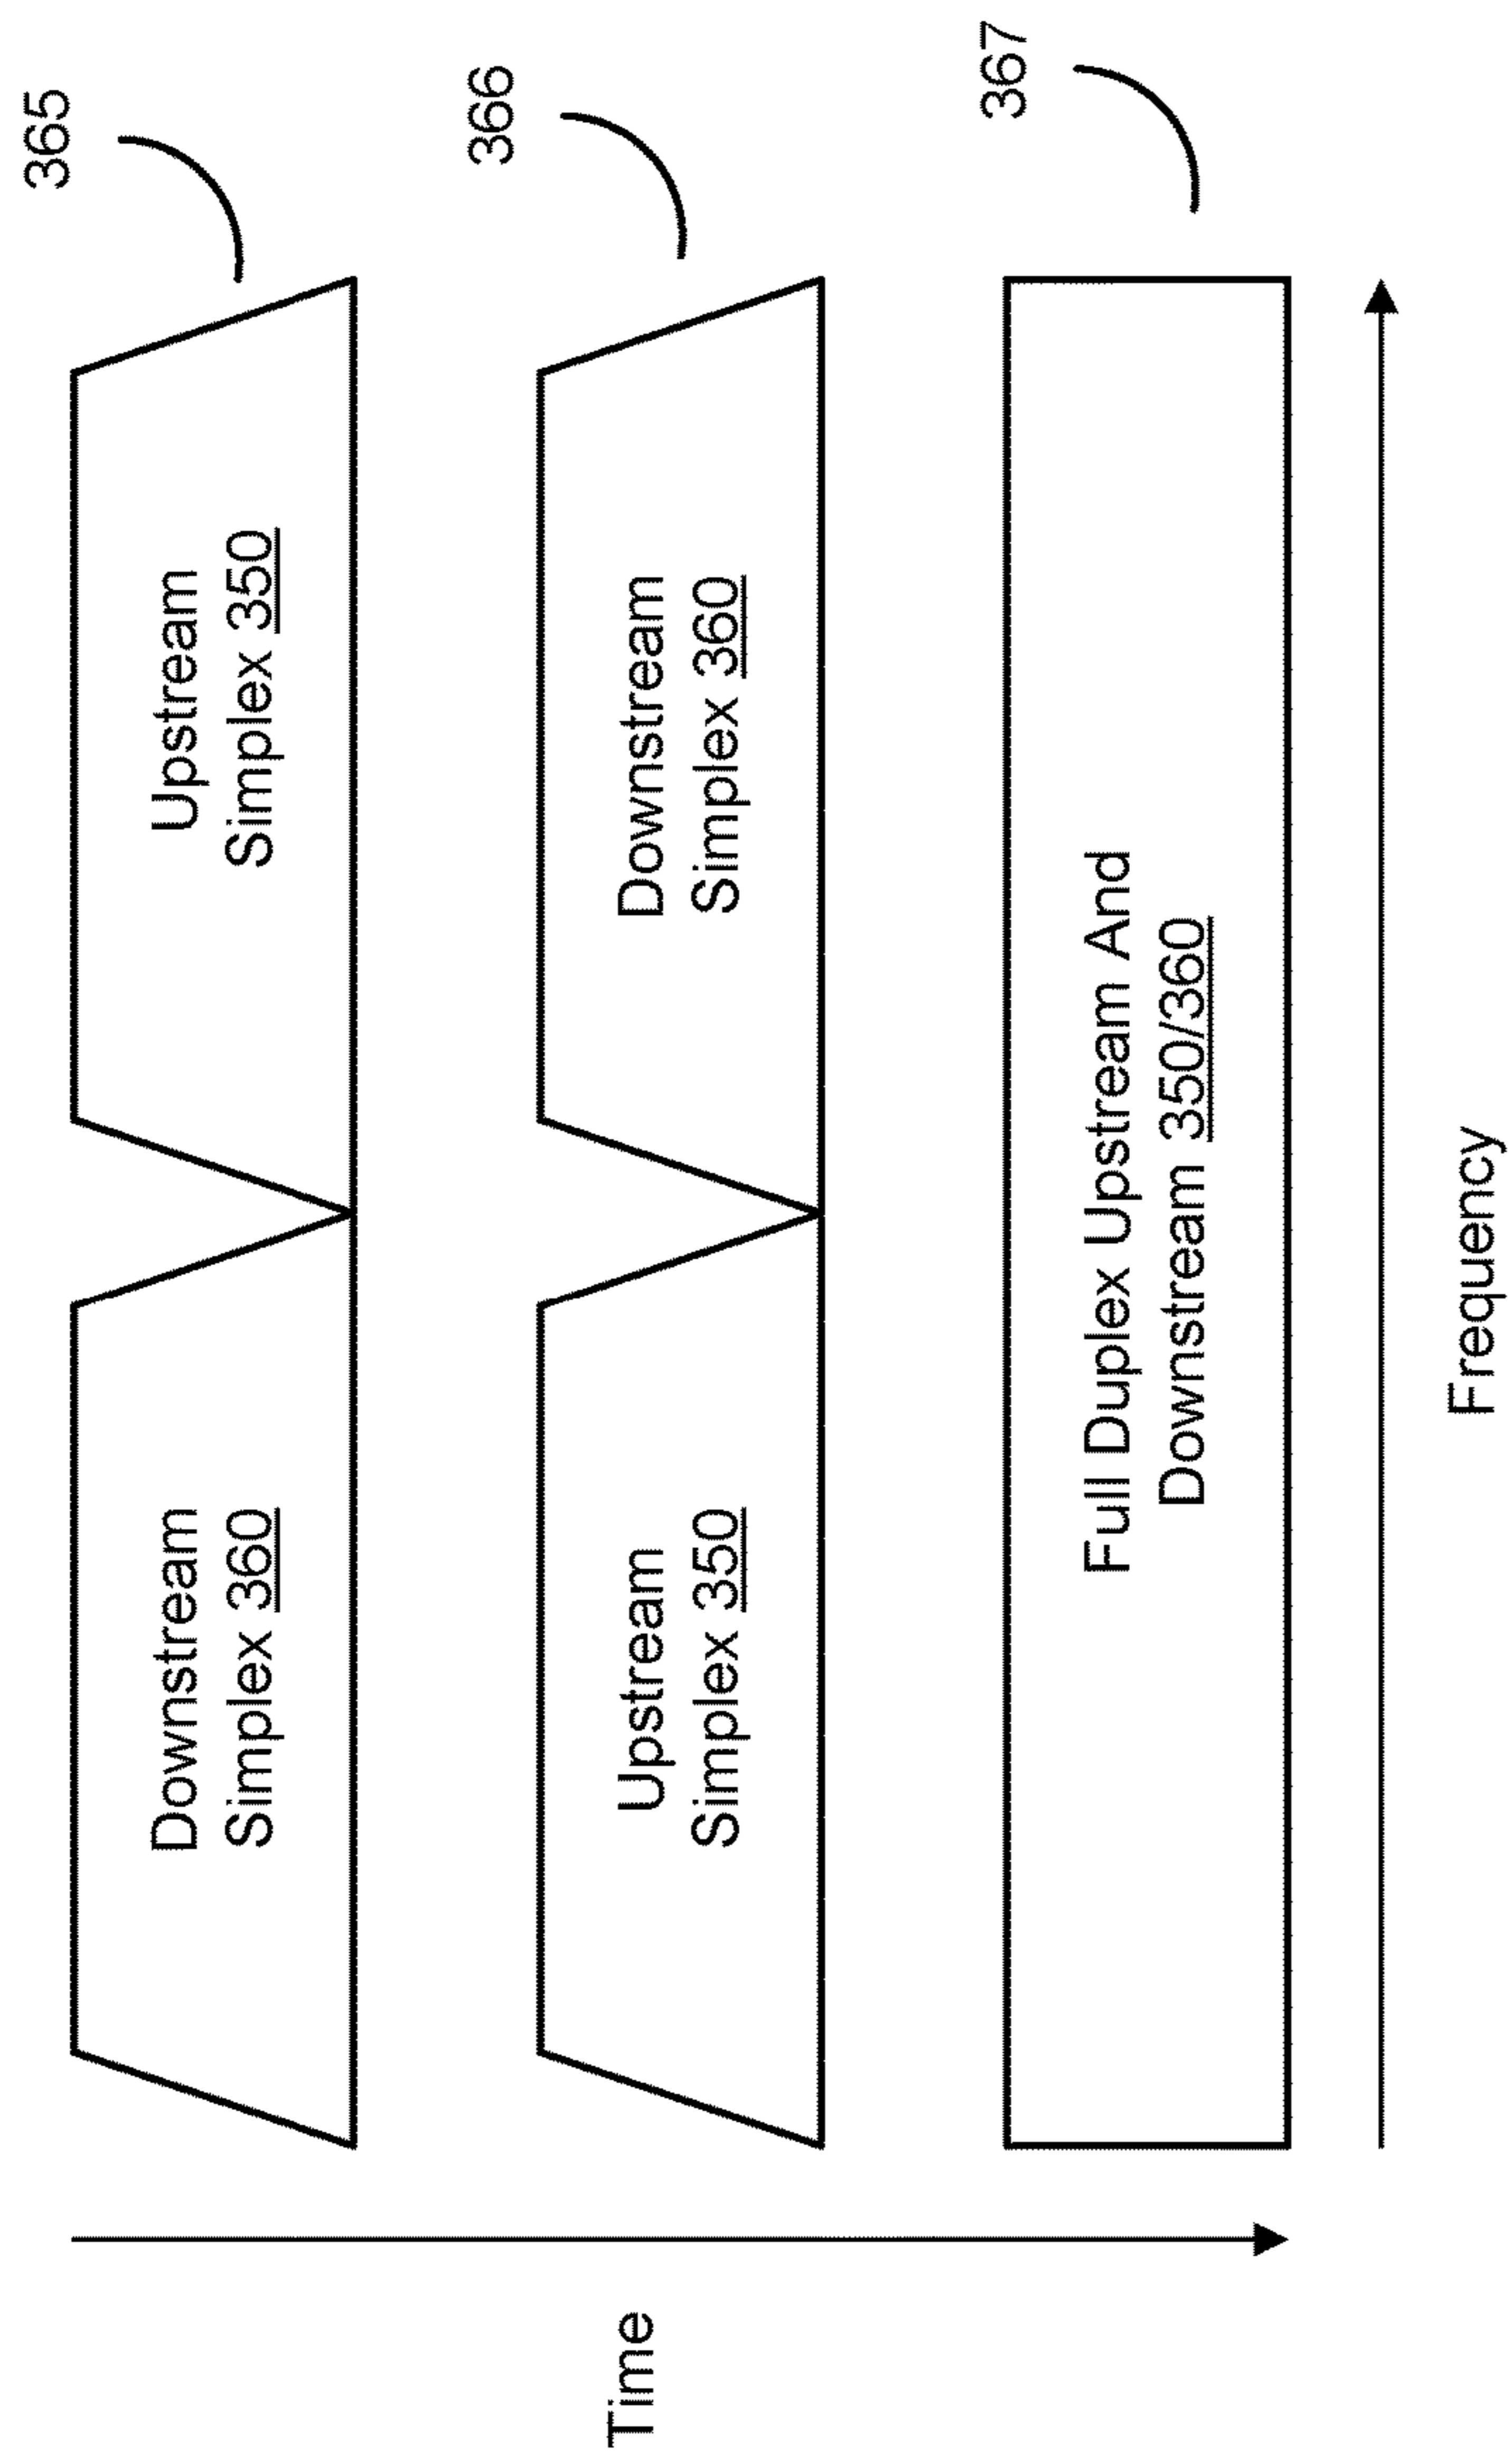 365
Downstream
Simplex 360
Upstream
Simplex 350
366
Upstream
Simplex 350
Downstream
Simplex 360
367
Full Duplex Upstream And
Downstream 350/360
Time
Frequency